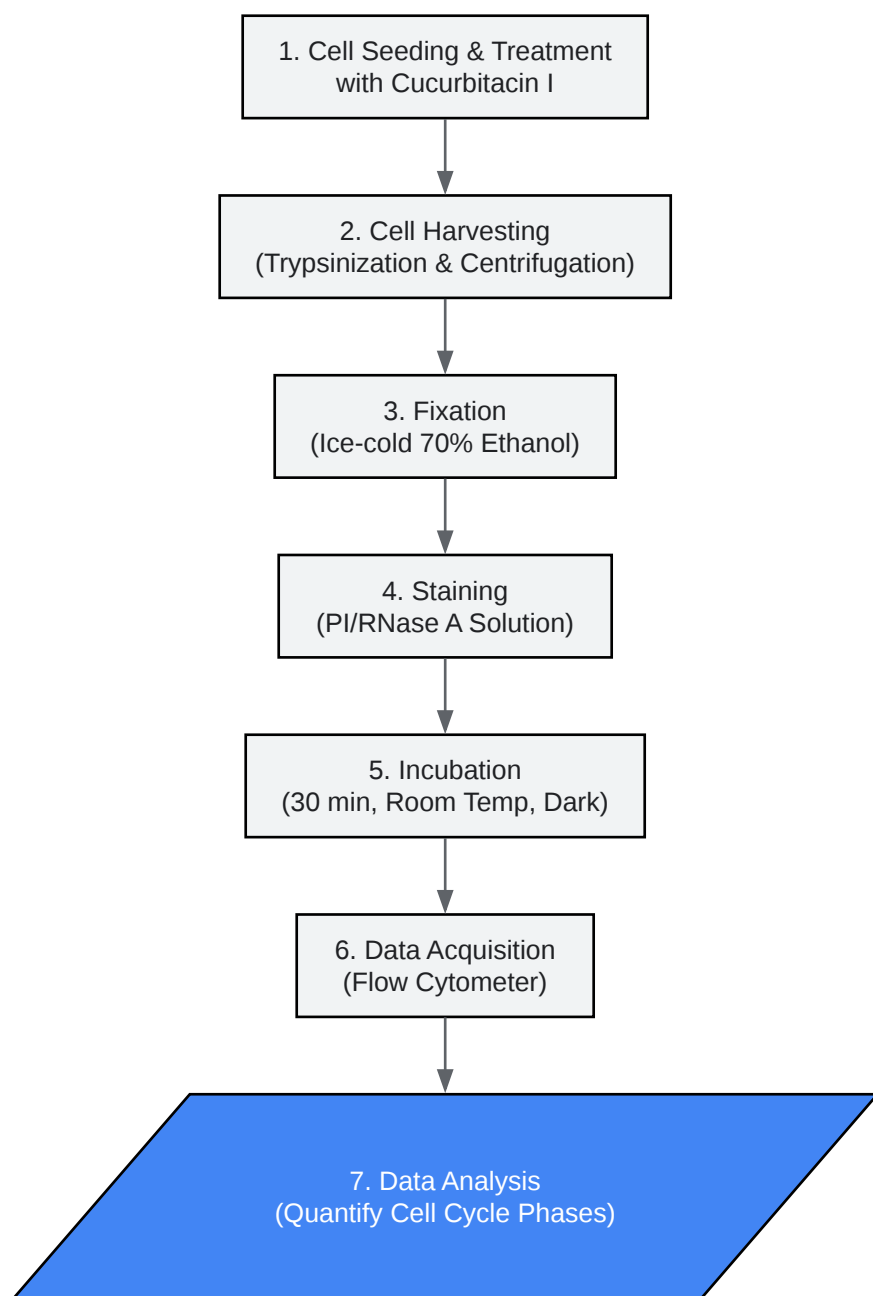 1. Cell Seeding & Treatment
with Cucurbitacin I
2. Cell Harvesting
(Trypsinization & Centrifugation)
3. Fixation
(Ice-cold 70% Ethanol)
4. Staining
(PI/RNase A Solution)
5. Incubation
(30 min, Room Temp, Dark)
6. Data Acquisition
(Flow Cytometer)
7. Data Analysis
(Quantify Cell Cycle Phases)